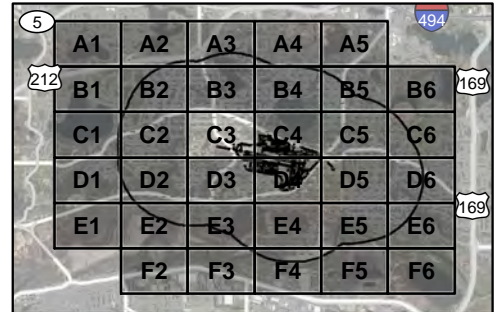 5
494
A1 A2 A3 A4 A5
212
B1 B2 B3 B4 B5 B6
169
C1 C2 C3 C4 C5 C6
D1 D2 D3 D4 D5 D6
169
E1 E2 E3 E4 E5 E6
F2 F3 F4 F5 F6